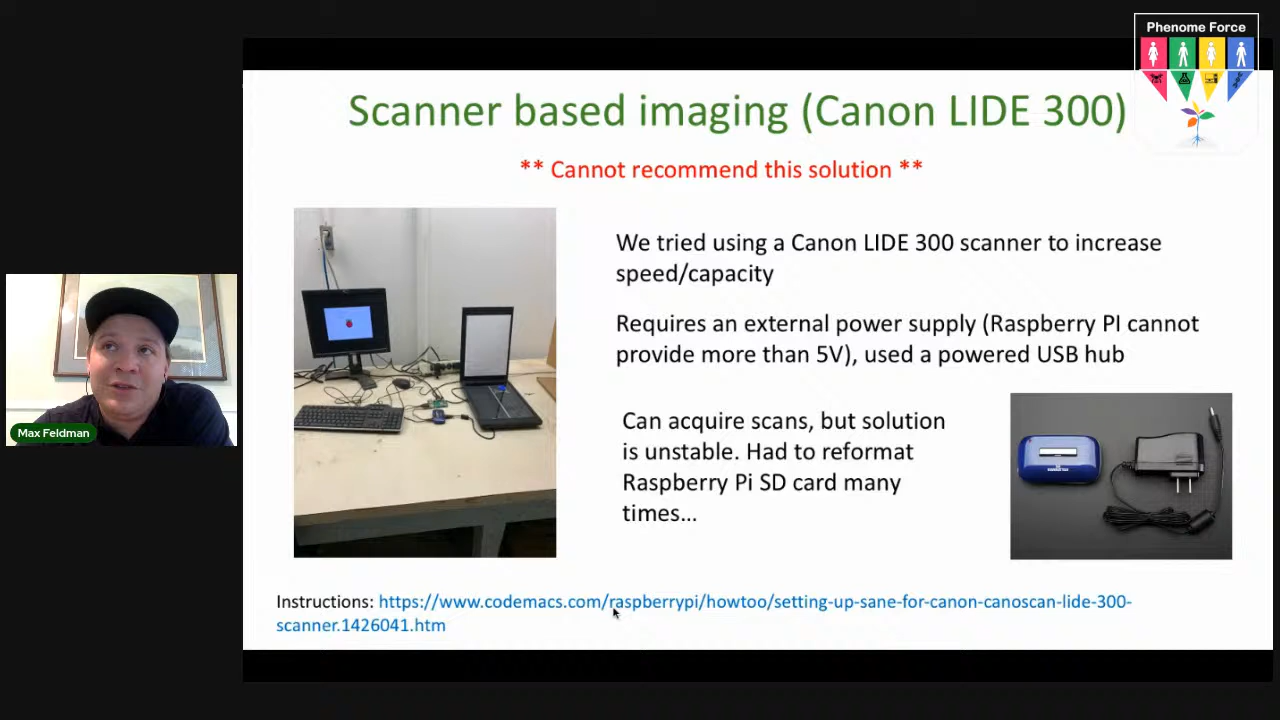 Phenome Force
Scanner based imaging (Canon LIDE 300)
** Cannot recommend this solution **
We tried using a Canon LIDE 300 scanner to increase
speed/capacity
Requires an external power supply (Raspberry PI cannot
provide more than 5V), used a powered USB hub
Can acquire scans, but solution
is unstable. Had to reformat
Raspberry Pi SD card many
times...
Max Feldman
Instructions: https://www.codemacs.com/raspberrypi/howtoo/setting-up-sane-for-canon-canoscan-lide-300-
scanner.1426041.htm